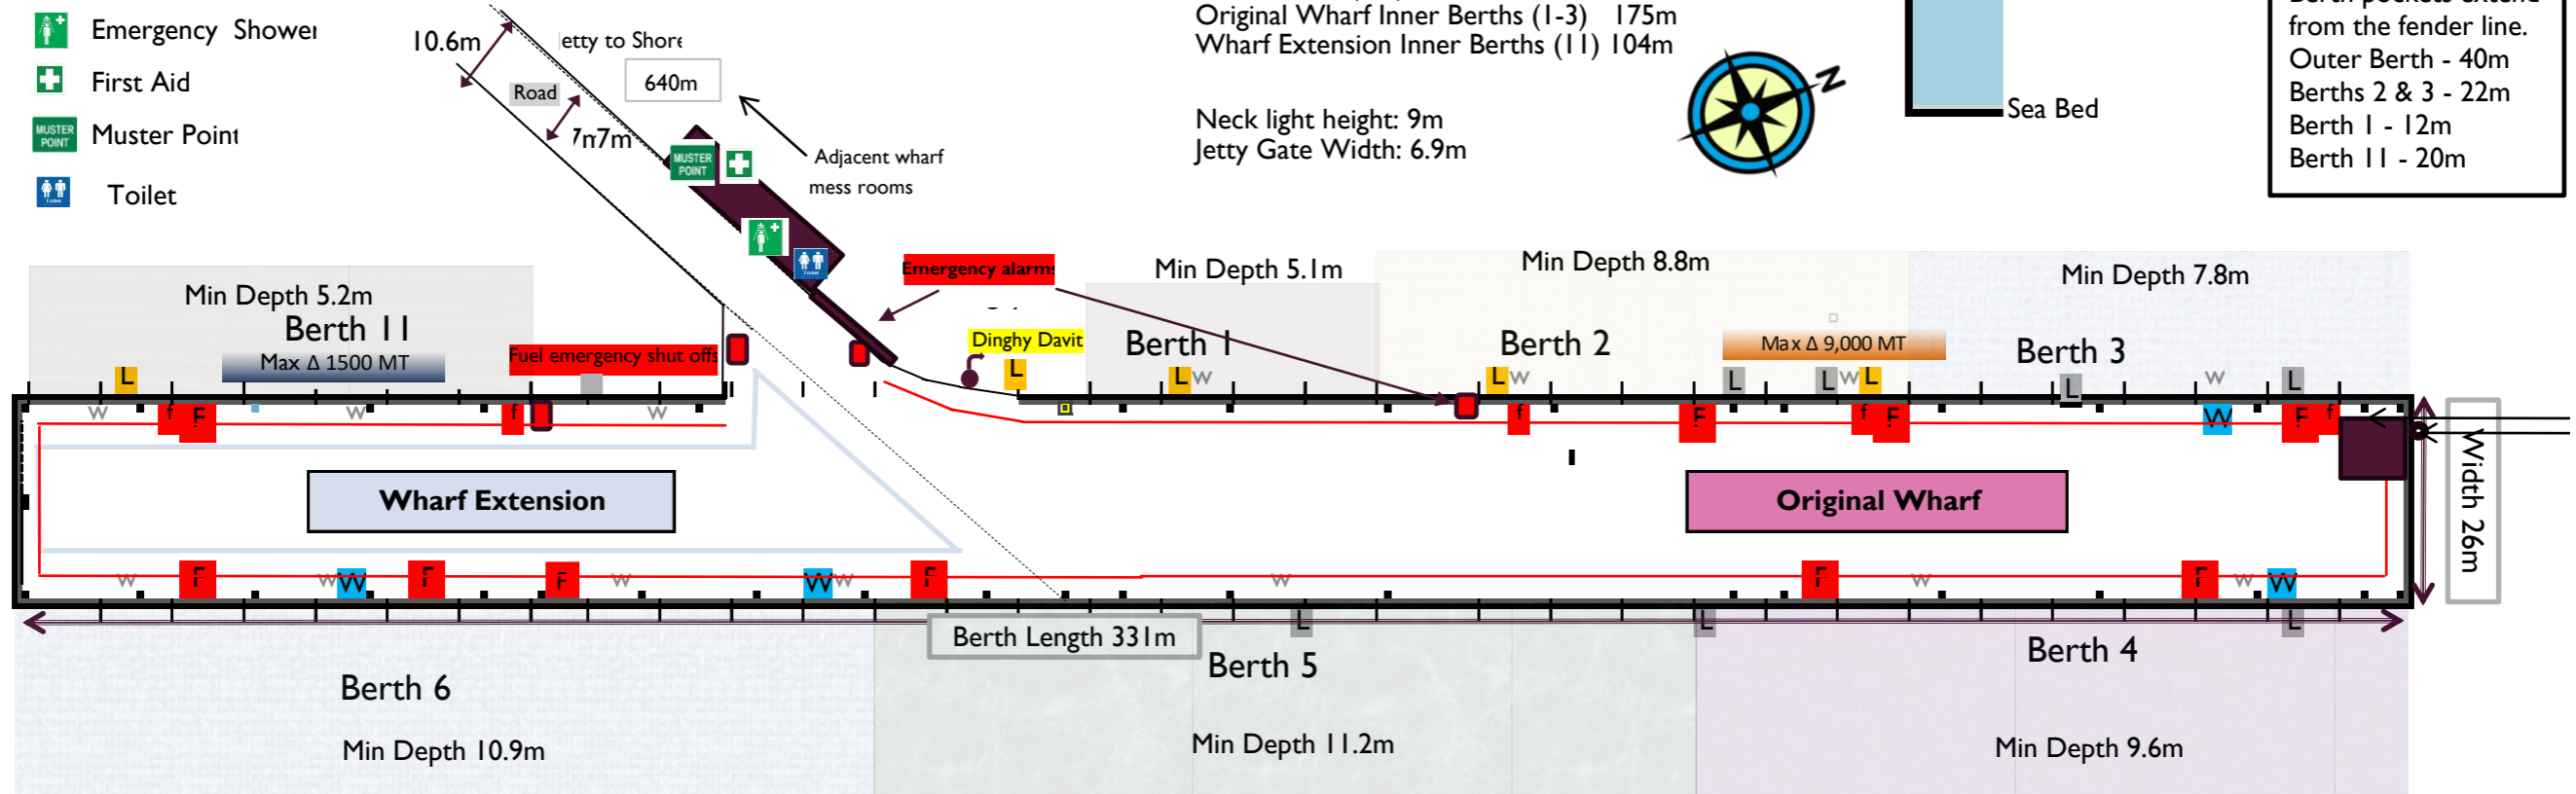 Emergency Shower
First Aid
MUSTER POINT
Muster Point
Toilet
10.6m
etty to Shore
640m
Road
7n7m
MUSTER POINT
Adjacent wharf
mess rooms
Original Wharf Inner Berths (1-3) 175m
Wharf Extension Inner Berths (11) 104m
Neck light height: 9m
Jetty Gate Width: 6.9m
N
Sea Bed
from the fender line.
Outer Berth - 40m
Berths 2 & 3 - 22m
Berth 1 - 12m
Berth 11 - 20m
Min Depth 5.2m
Berth 11
Max Δ 1500 MT
Fuel emergency shut offs
Emergency alarms
Dinghy Davit
Min Depth 5.1m
Berth 1
Min Depth 8.8m
Berth 2
Max Δ 9,000 MT
Min Depth 7.8m
Berth 3
L
L
L W
L W
L
L W L
L
W
L
W
f F
W
f
W
f
F
f F
W
F f
Wharf Extension
Original Wharf
Width 26m
W
F
W W
F
F
W
W W
F
W
F
W
F
W W
Berth Length 331m
L
L
L
Berth 6
Min Depth 10.9m
Berth 5
Min Depth 11.2m
Berth 4
Min Depth 9.6m